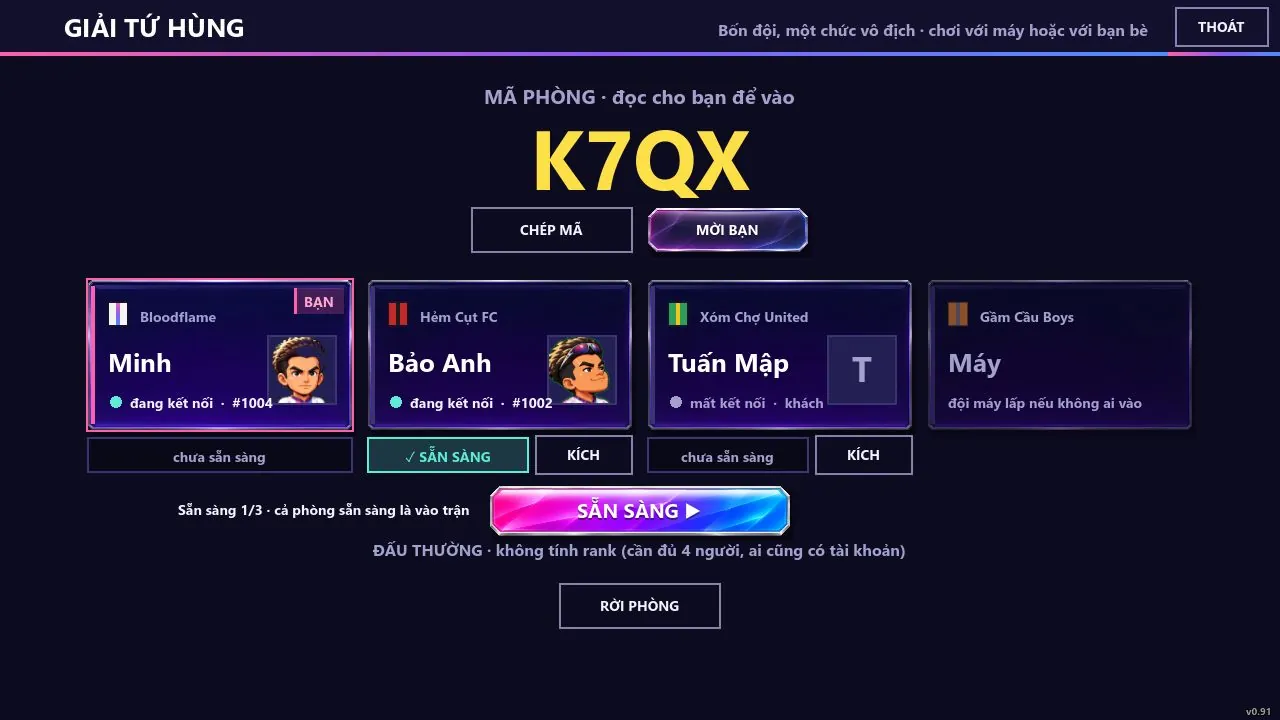 GIẢI TỨ HÙNG
Bốn đội, một chức vô địch · chơi với máy hoặc với bạn bè
THOÁT
MÃ PHÒNG · đọc cho bạn để vào
K7QX
CHÉP MÃ
MỜI BẠN
BẠN
Bloodflame
Minh
đang kết nối · #1004
chưa sẵn sàng
Hẻm Cụt FC
Bảo Anh
đang kết nối · #1002
✓ SẴN SÀNG
KÍCH
Xóm Chợ United
Tuấn Mập
T
mất kết nối · khách
chưa sẵn sàng
KÍCH
Gầm Cầu Boys
Máy
đội máy lấp nếu không ai vào
Sẵn sàng 1/3 · cả phòng sẵn sàng là vào trận
SẴN SÀNG ▶
ĐẤU THƯỜNG · không tính rank (cần đủ 4 người, ai cũng có tài khoản)
RỜI PHÒNG
v0.91